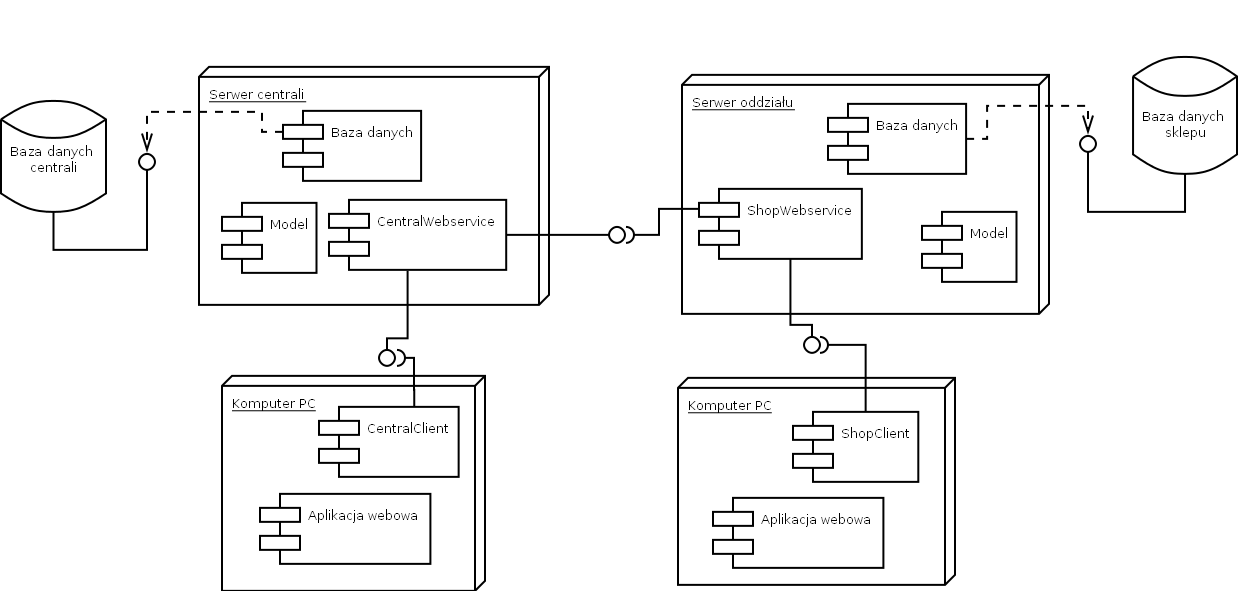 Serwer centrali
Baza danych
Baza danych
centrali
Model
CentralWebservice
Serwer oddziału
Baza danych
Baza danych
sklepu
ShopWebservice
Model
Komputer PC
CentralClient
Aplikacja webowa
Komputer PC
ShopClient
Aplikacja webowa